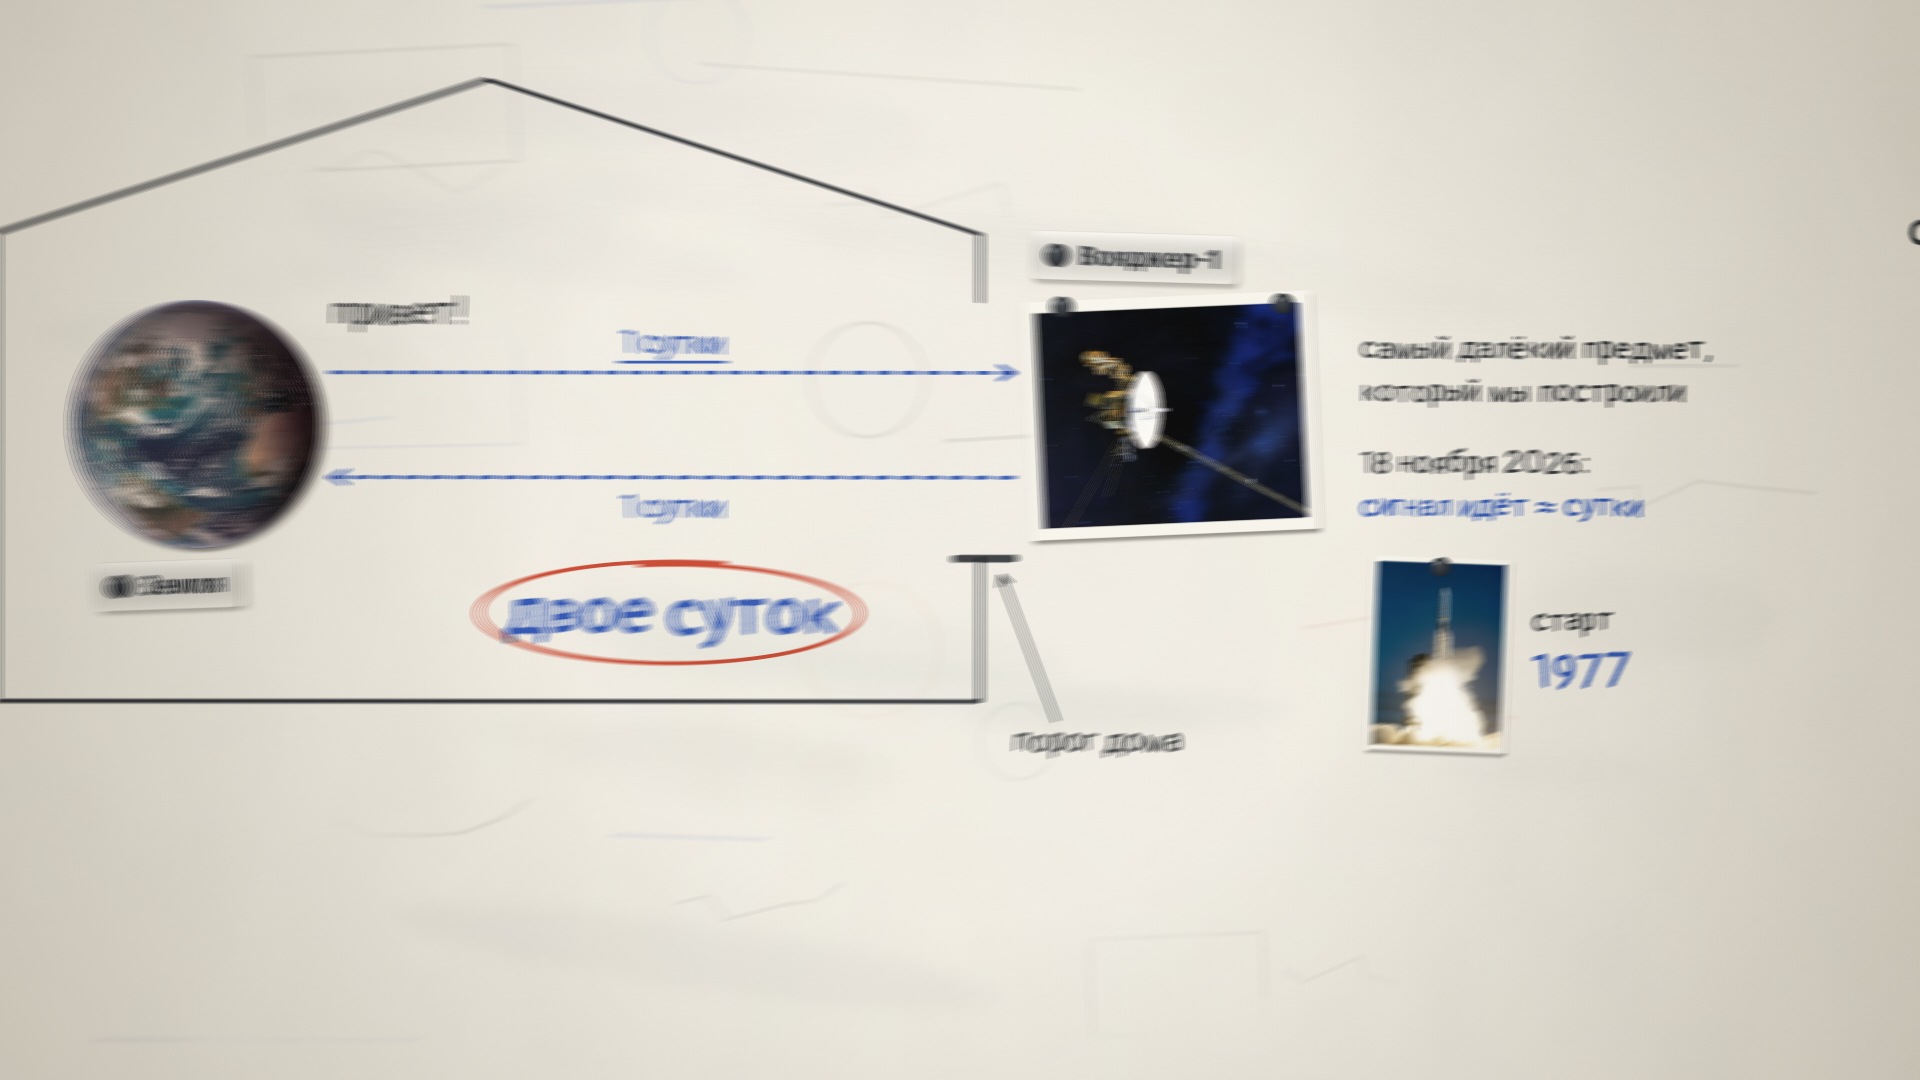 Вояджер-1
привет!
1 сутки
самый далёкий предмет,
который мы построили
18 ноября 2026:
сигнал идёт ≈ сутки
1 сутки
Земля
двое суток
старт
1977
порог дома